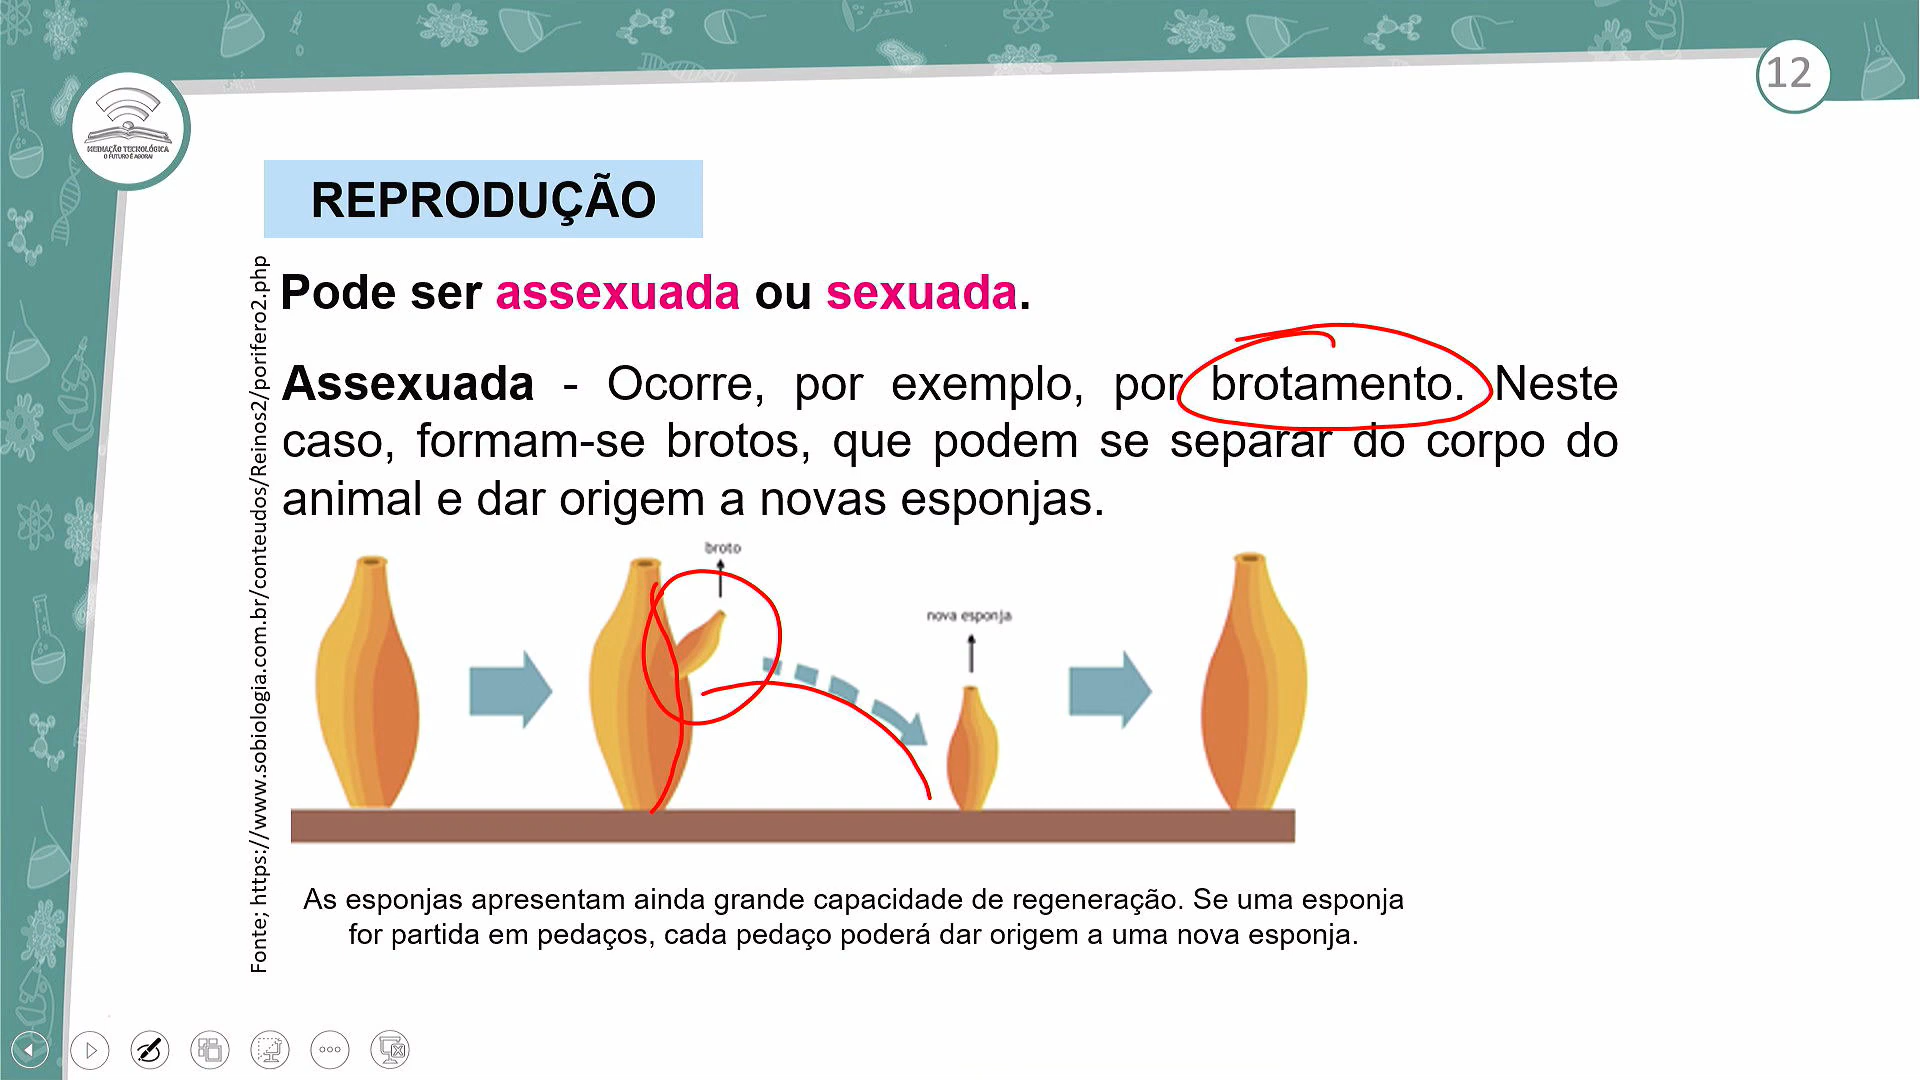 12
MEDIAÇÃO TECNOLÓGICA
O FUTURO É AGORA!
REPRODUÇÃO
Pode ser assexuada ou sexuada.
Assexuada - Ocorre, por exemplo, por brotamento. Neste
caso, formam-se brotos, que podem se separar do corpo do
animal e dar origem a novas esponjas.
broto
nova esponja
As esponjas apresentam ainda grande capacidade de regeneração. Se uma esponja
for partida em pedaços, cada pedaço poderá dar origem a uma nova esponja.
Fonte; https://www.sobiologia.com.br/conteudos/Reinos2/porifero2.php